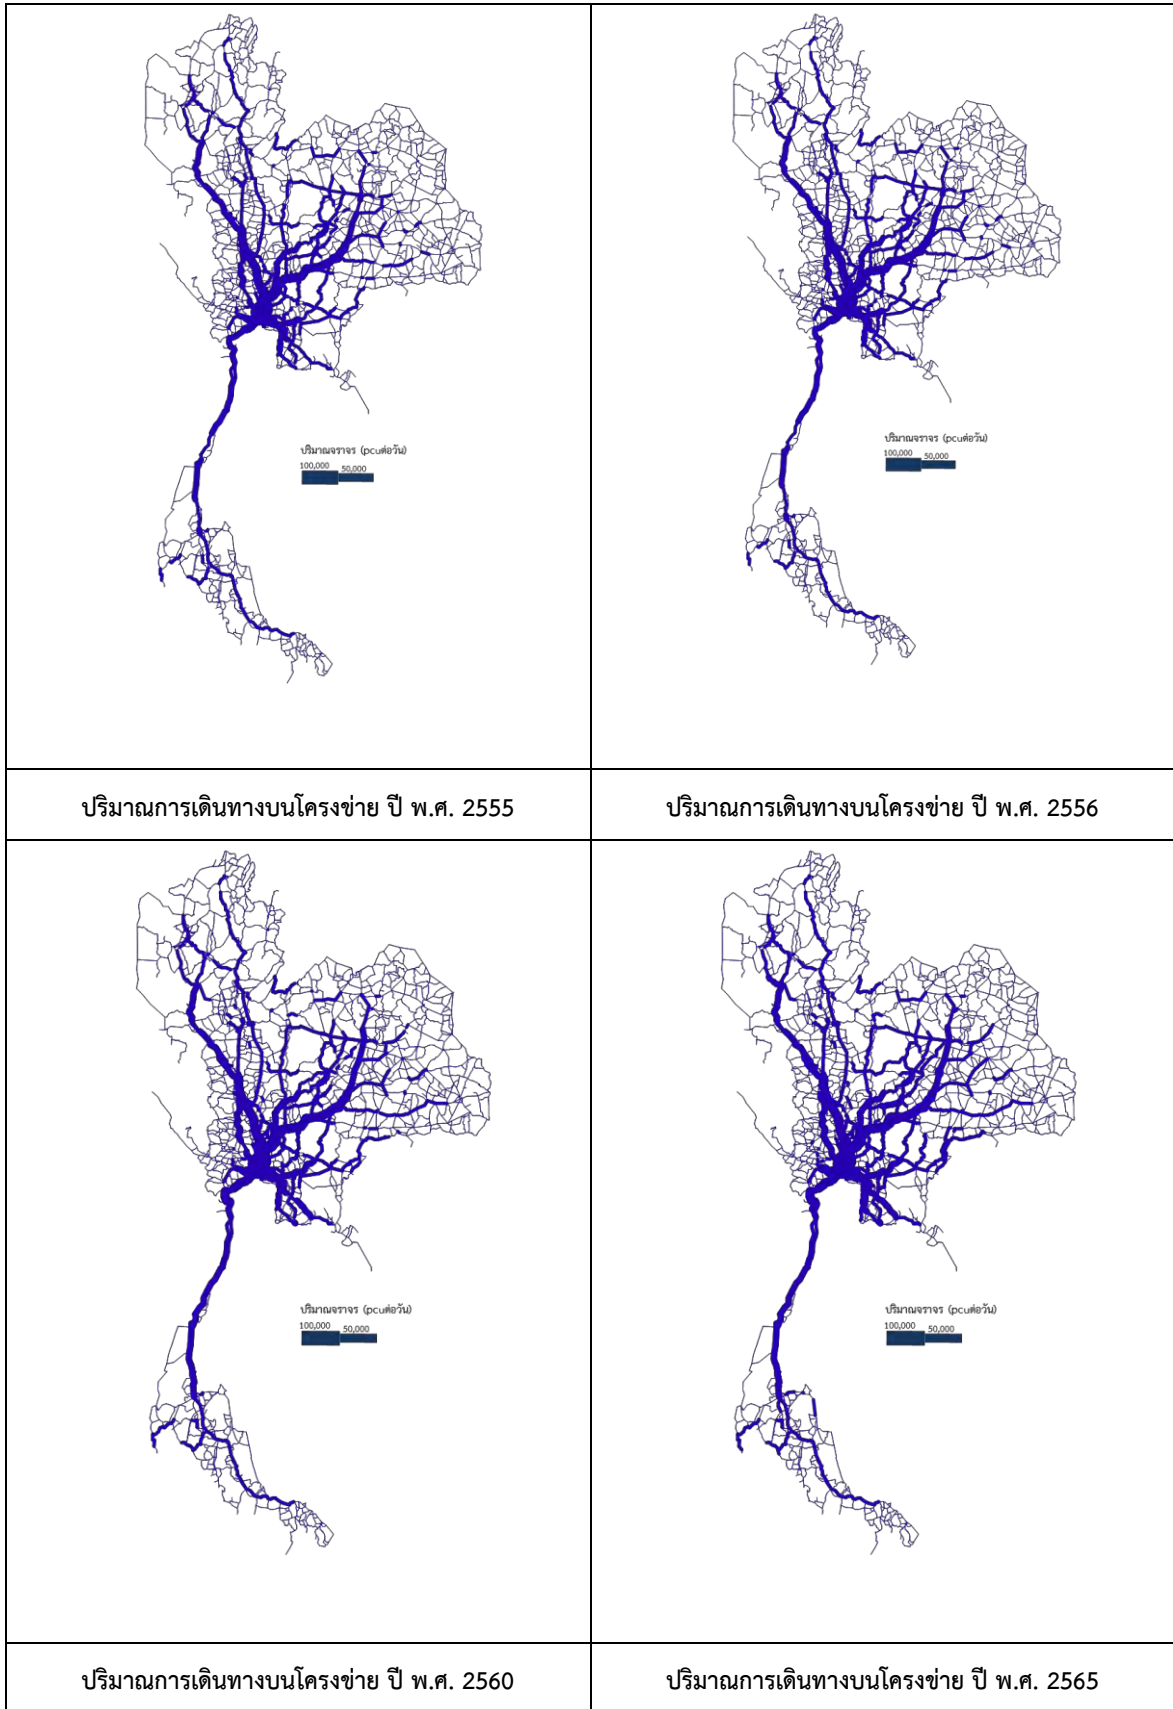 ปริมาณจราจร (pcuต่อวัน)
100,000 50,000
ปริมาณจราจร (pcuต่อวัน)
100,000 50,000
ปริมาณการเดินทางบนโครงข่าย ปี พ.ศ. 2555
ปริมาณการเดินทางบนโครงข่าย ปี พ.ศ. 2556
ปริมาณจราจร (pcuต่อวัน)
100,000 50,000
ปริมาณจราจร (pcuต่อวัน)
100,000 50,000
ปริมาณการเดินทางบนโครงข่าย ปี พ.ศ. 2560
ปริมาณการเดินทางบนโครงข่าย ปี พ.ศ. 2565